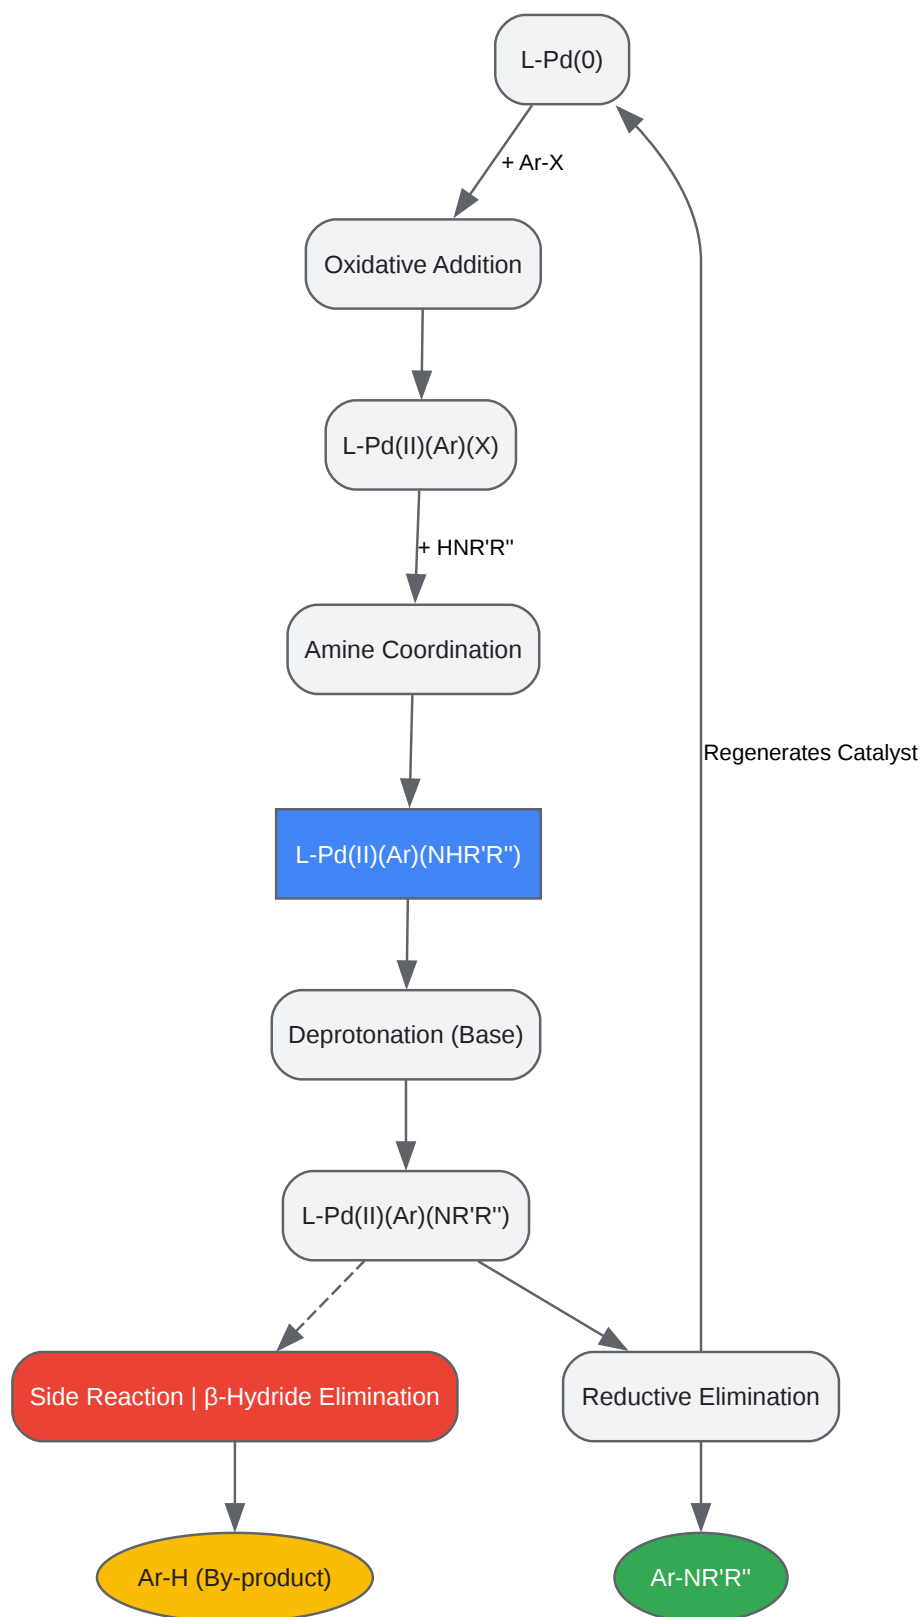 L-Pd(0)
+ Ar-X
Oxidative Addition
L-Pd(II)(Ar)(X)
+ HNR'R''
Amine Coordination
Regenerates Catalyst
L-Pd(II)(Ar)(NHR'R'')
Deprotonation (Base)
L-Pd(II)(Ar)(NR'R'')
Side Reaction | β-Hydride Elimination
Reductive Elimination
Ar-H (By-product)
Ar-NR'R''